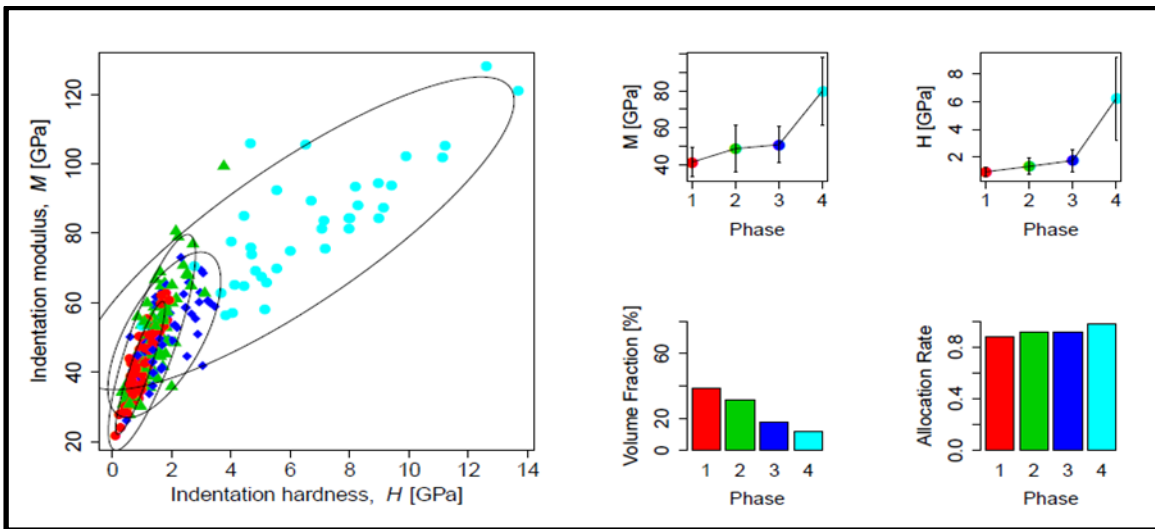 Indentation modulus, M [GPa]
120
100
80
60
40
20
0 2 4 6 8 10 12 14
Indentation hardness, H [GPa]
M [GPa]
80
60
40
1 2 3 4
Phase
H [GPa]
8
6
4
2
1 2 3 4
Phase
Volume Fraction [%]
60
20
0
1 2 3 4
Phase
Allocation Rate
0.8
0.4
0.0
1 2 3 4
Phase